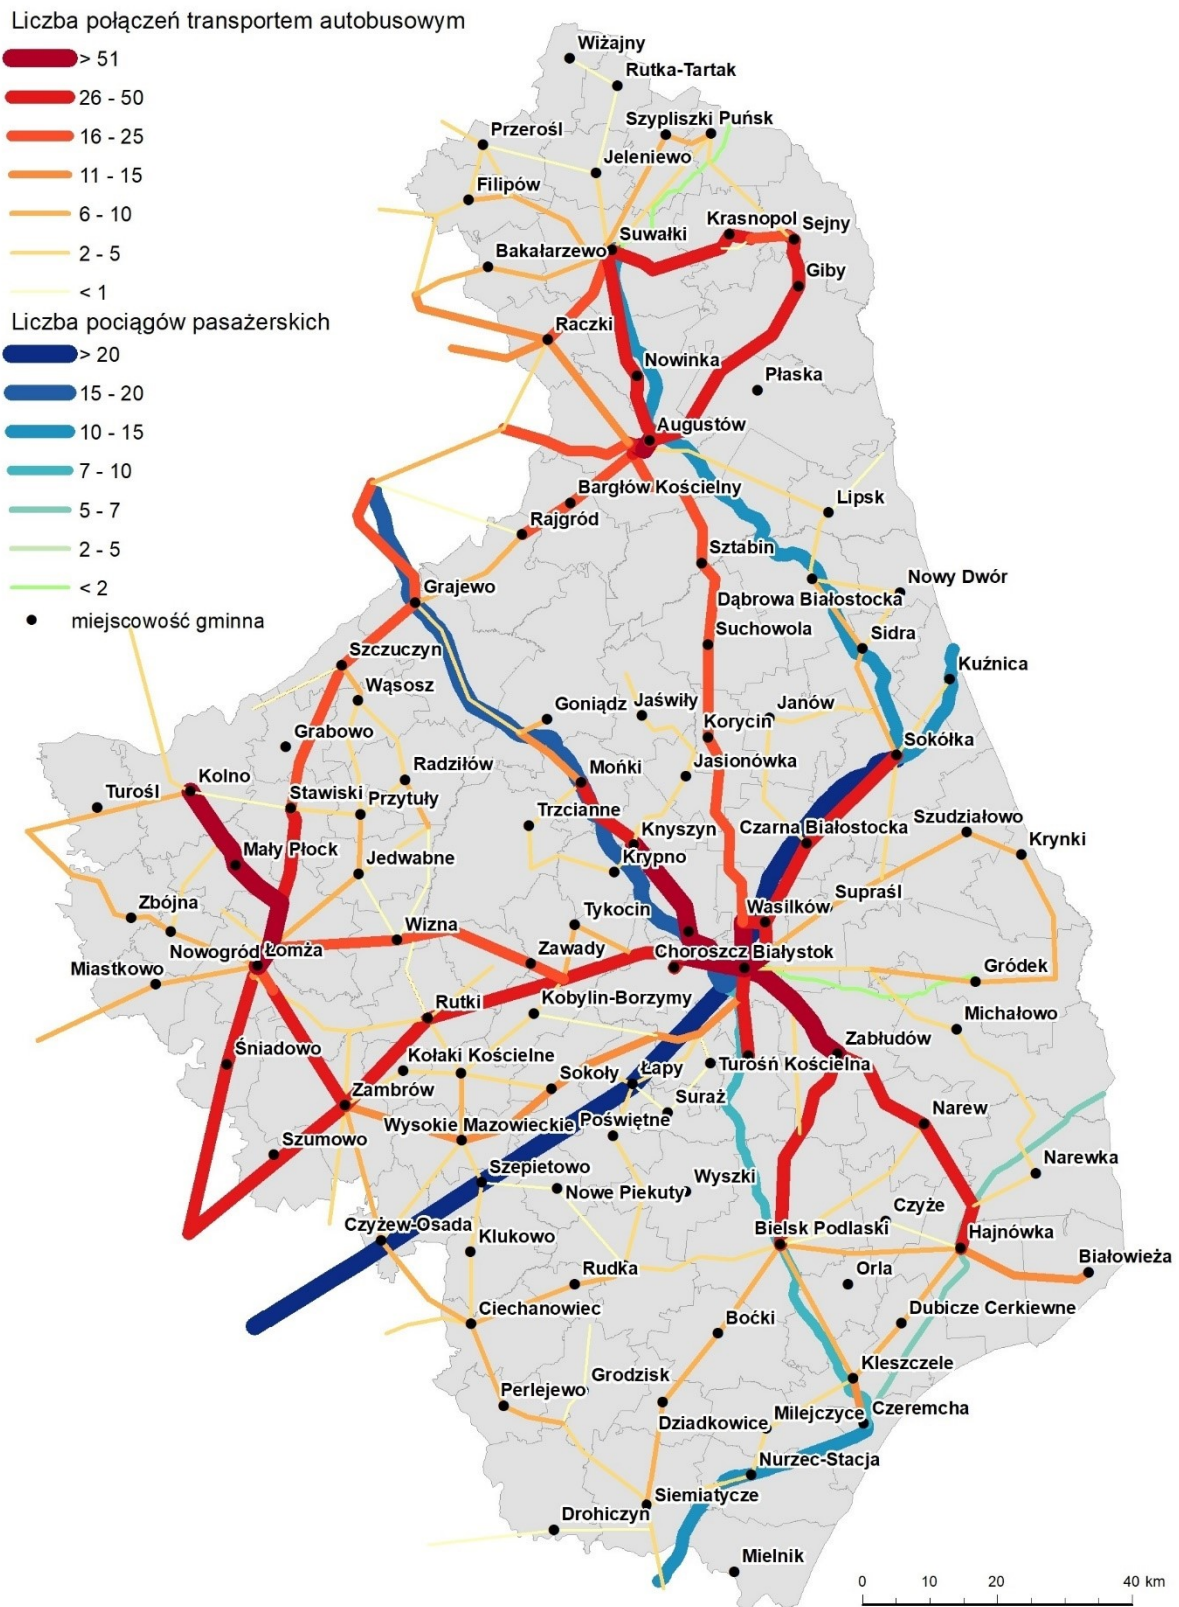 Liczba połączeń transportem autobusowym
> 51
26 - 50
16 - 25
11 - 15
6 - 10
2 - 5
< 1
Liczba pociągów pasażerskich
> 20
15 - 20
10 - 15
7 - 10
5 - 7
2 - 5
< 2
miejscowość gminna
Wiżajny
Rutka-Tartak
Szypliszki
Puńsk
Przerośl
Jeleniewo
Filipów
Krasnopol
Sejny
Suwałki
Bakałarzewo
Giby
Raczki
Nowinka
Płaska
Augustów
Bargłów Kościelny
Lipsk
Rajgród
Sztabin
Nowy Dwór
Grajewo
Dąbrowa Białostocka
Suchowola
Sidra
Szczuczyn
Kuźnica
Wąsosz
Goniądz
Jaświły
Janów
Grabowo
Korycin
Sokółka
Radziłów
Mońki
Jasionówka
Kolno
Turośl
Stawiski
Przytuły
Trzcianne
Knyszyn
Czarna Białostocka
Szudziałowo
Krynki
Mały Płock
Jedwabne
Krypno
Supraśl
Zbójna
Wizna
Tykocin
Wasilków
Nowogród
Łomża
Zawady
Choroszcz
Białystok
Miastkowo
Gródek
Rutki
Kobylin-Borzymy
Michałowo
Śniadowo
Kołaki Kościelne
Zabłudów
Sokoły
Łapy
Turośń Kościelna
Zambrów
Suraż
Narew
Wysokie Mazowieckie
Poświętne
Szumowo
Szepietowo
Wyszki
Narewka
Nowe Piekuty
Czyżew-Osada
Czyże
Bielsk Podlaski
Hajnówka
Klukowo
Białowieża
Rudka
Orla
Ciechanowiec
Boćki
Dubicze Cerkiewne
Kleszczele
Grodzisk
Perlejewo
Dziadkowice
Milejczyce
Czeremcha
Nurzec-Stacja
Siemiatycze
Drohiczyn
Mielnik
0 10 20 40 km